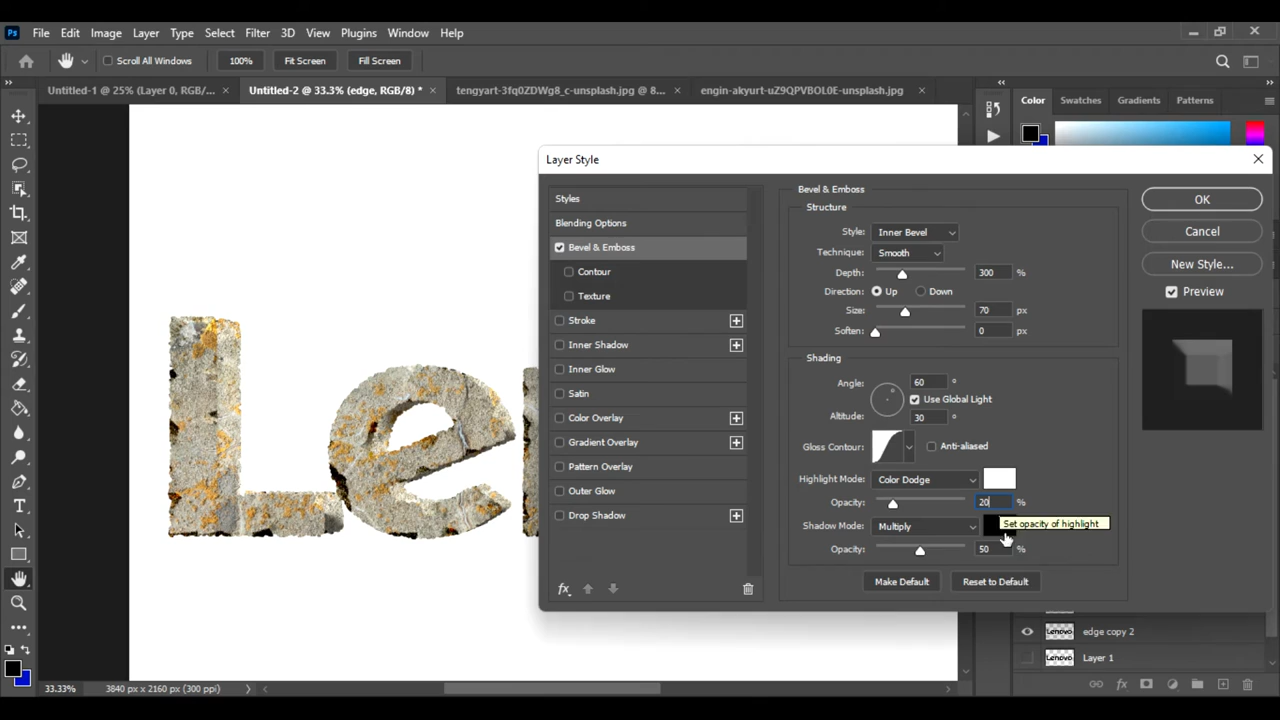 Ps File Edit Image Layer Type Select Filter 3D View Plugins Window Help
Scroll All Windows 100% Fit Screen Fill Screen
Untitled-1 @ 25% (Layer 0, RGB/... × Untitled-2 @ 33.3% (edge, RGB/8) * × tengyart-3fq0ZDWg8_c-unsplash.jpg @ 8... × engin-akyurt-uZ9QPVBOL0E-unsplash.jpg ×
Color Swatches Gradients Patterns
Layer Style
Styles
Blending Options
Bevel & Emboss
Contour
Texture
Stroke
Inner Shadow
Inner Glow
Satin
Color Overlay
Gradient Overlay
Pattern Overlay
Outer Glow
Drop Shadow
fx
Bevel & Emboss
Structure
Style: Inner Bevel
Technique: Smooth
Depth: 300 %
Direction: Up Down
Size: 70 px
Soften: 0 px
Shading
Angle: 60 °
Use Global Light
Altitude: 30 °
Gloss Contour: Anti-aliased
Highlight Mode: Color Dodge
Opacity: 20 %
Set opacity of highlight
Shadow Mode: Multiply
Opacity: 50 %
Make Default Reset to Default
OK
Cancel
New Style...
Preview
Le
edge copy 2
Layer 1
33.33% 3840 px x 2160 px (300 ppi)
fx